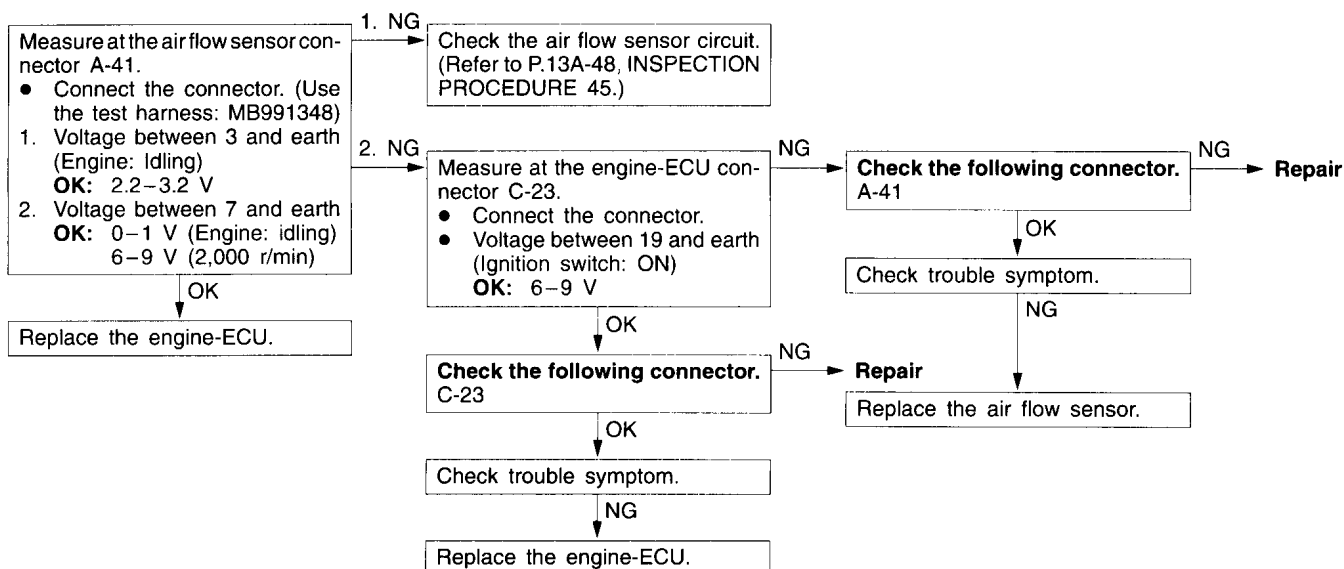 Measure at the air flow sensor con-
nector A-41.
● Connect the connector. (Use
the test harness: MB991348)
1. Voltage between 3 and earth
(Engine: Idling)
OK: 2.2–3.2 V
2. Voltage between 7 and earth
OK: 0–1 V (Engine: idling)
6–9 V (2,000 r/min)
OK
Replace the engine-ECU.
1. NG
Check the air flow sensor circuit.
(Refer to P.13A-48, INSPECTION
PROCEDURE 45.)
2. NG
Measure at the engine-ECU con-
nector C-23.
● Connect the connector.
● Voltage between 19 and earth
(Ignition switch: ON)
OK: 6–9 V
OK
Check the following connector.
C-23
NG
Repair
OK
Check trouble symptom.
NG
Replace the engine-ECU.
NG
Check the following connector.
A-41
NG
Repair
OK
Check trouble symptom.
NG
Replace the air flow sensor.